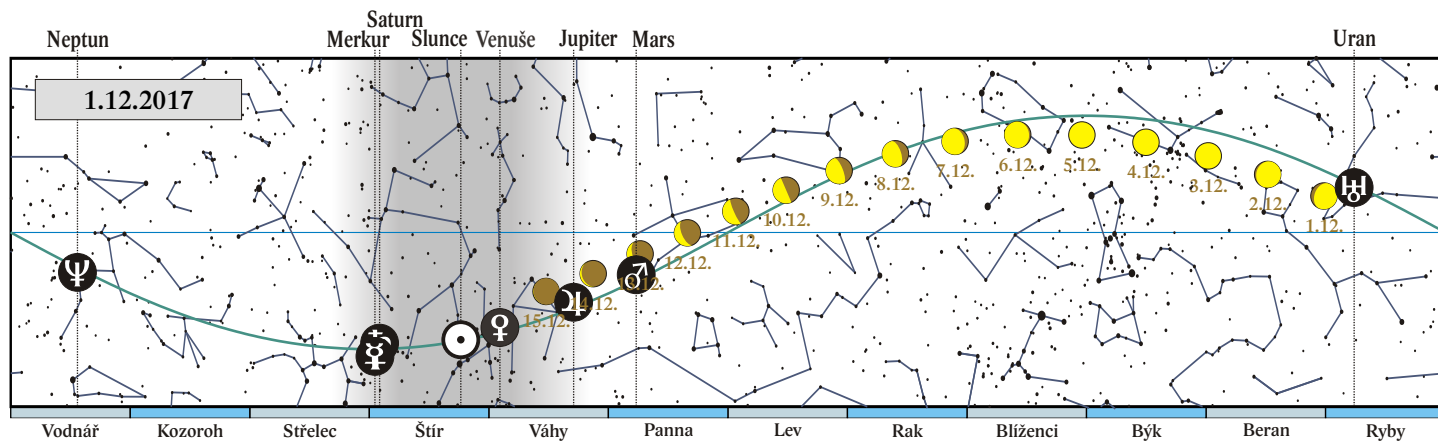 Saturn
Neptun Merkur Slunce Venuše Jupiter Mars Uran
1.12.2017
7.12. 6.12. 5.12. 4.12. 3.12. 2.12. 1.12.
8.12.
9.12.
10.12.
11.12.
12.12.
13.12.
14.12.
15.12.
Vodnář Kozoroh Střelec Štír Váhy Panna Lev Rak Blíženci Býk Beran Ryby